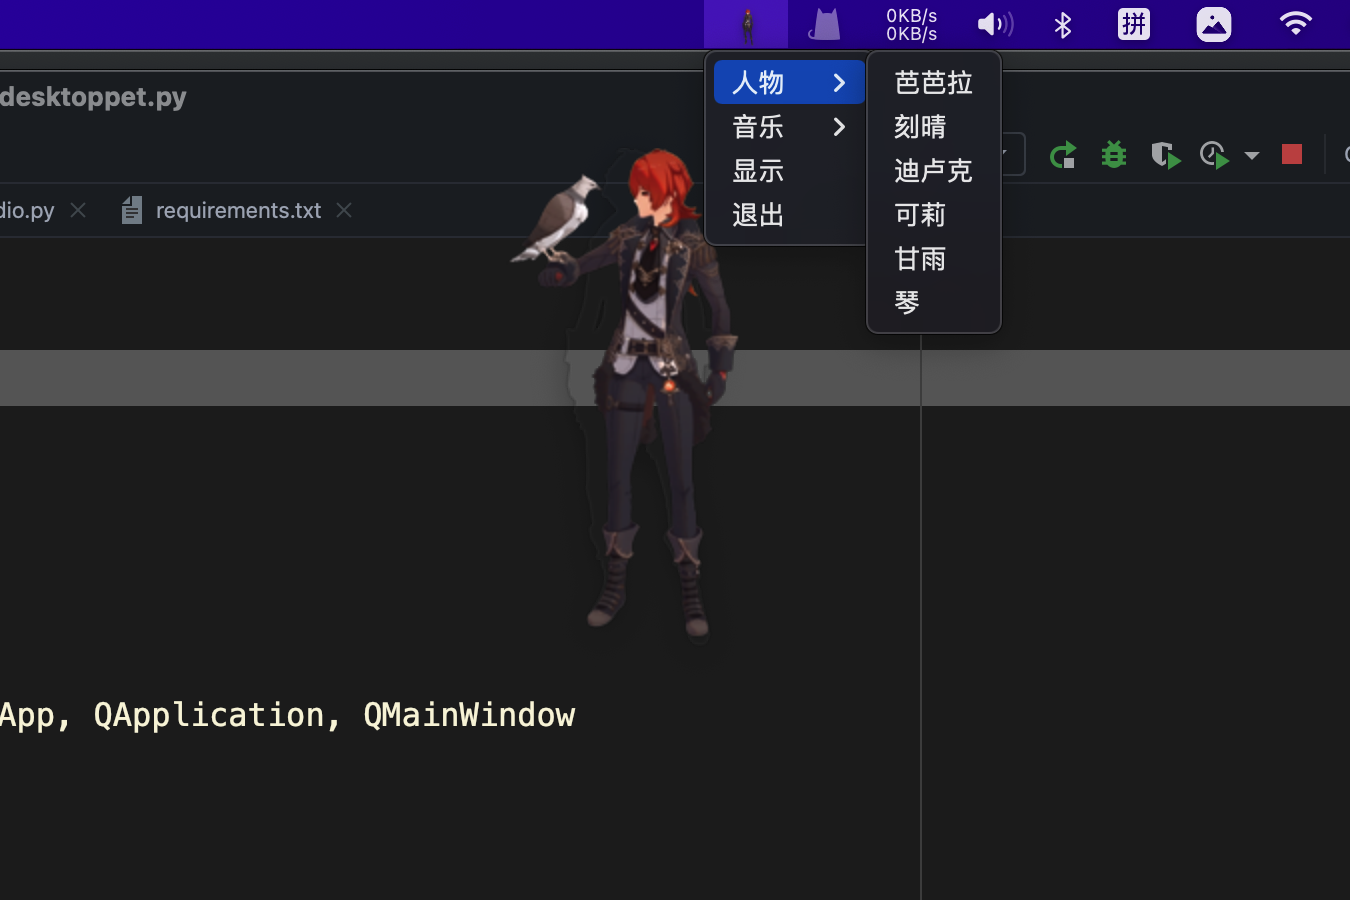 0KB/s
0KB/s
拼
desktoppet.py
人物
音乐
显示
退出
芭芭拉
刻晴
迪卢克
可莉
甘雨
琴
dio.py
requirements.txt
App, QApplication, QMainWindow